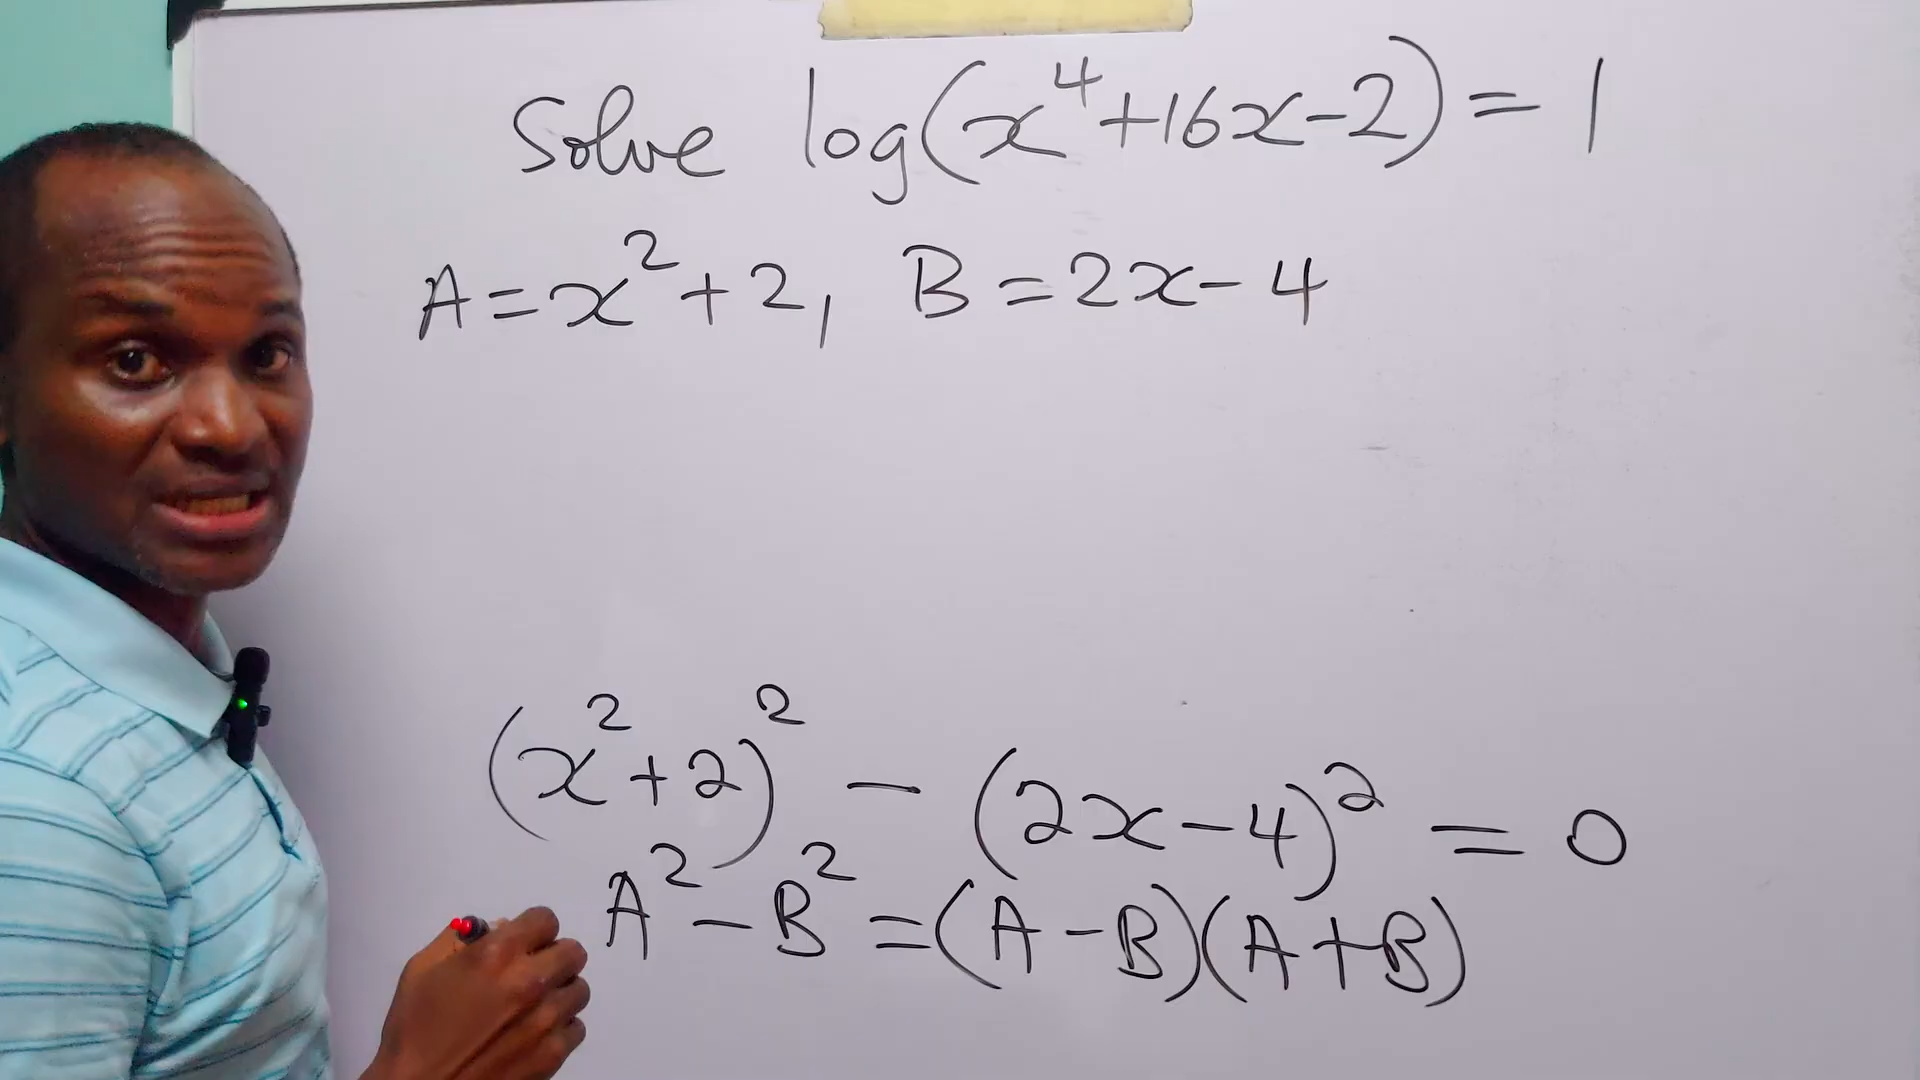 Solve log(x⁴+16x-2)=1
A=x²+2, B=2x-4
(x²+2)² - (2x-4)² = 0
A²-B²=(A-B)(A+B)